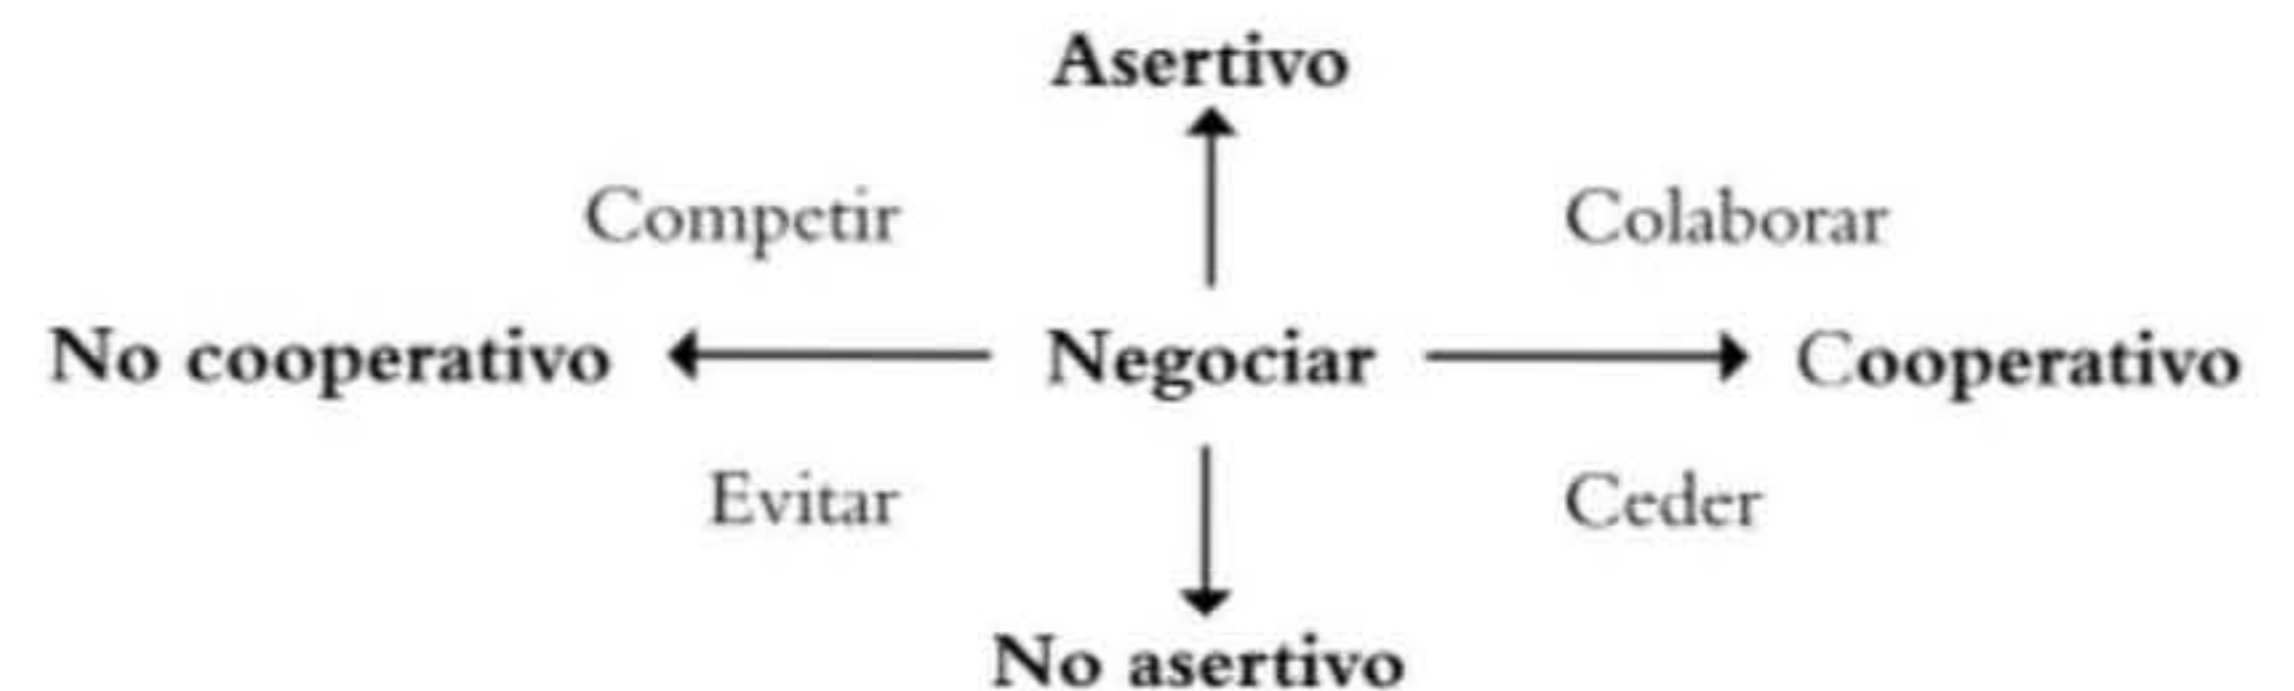 Asertivo
Competir Colaborar
No cooperativo Negociar Cooperativo
Evitar Ceder
No asertivo